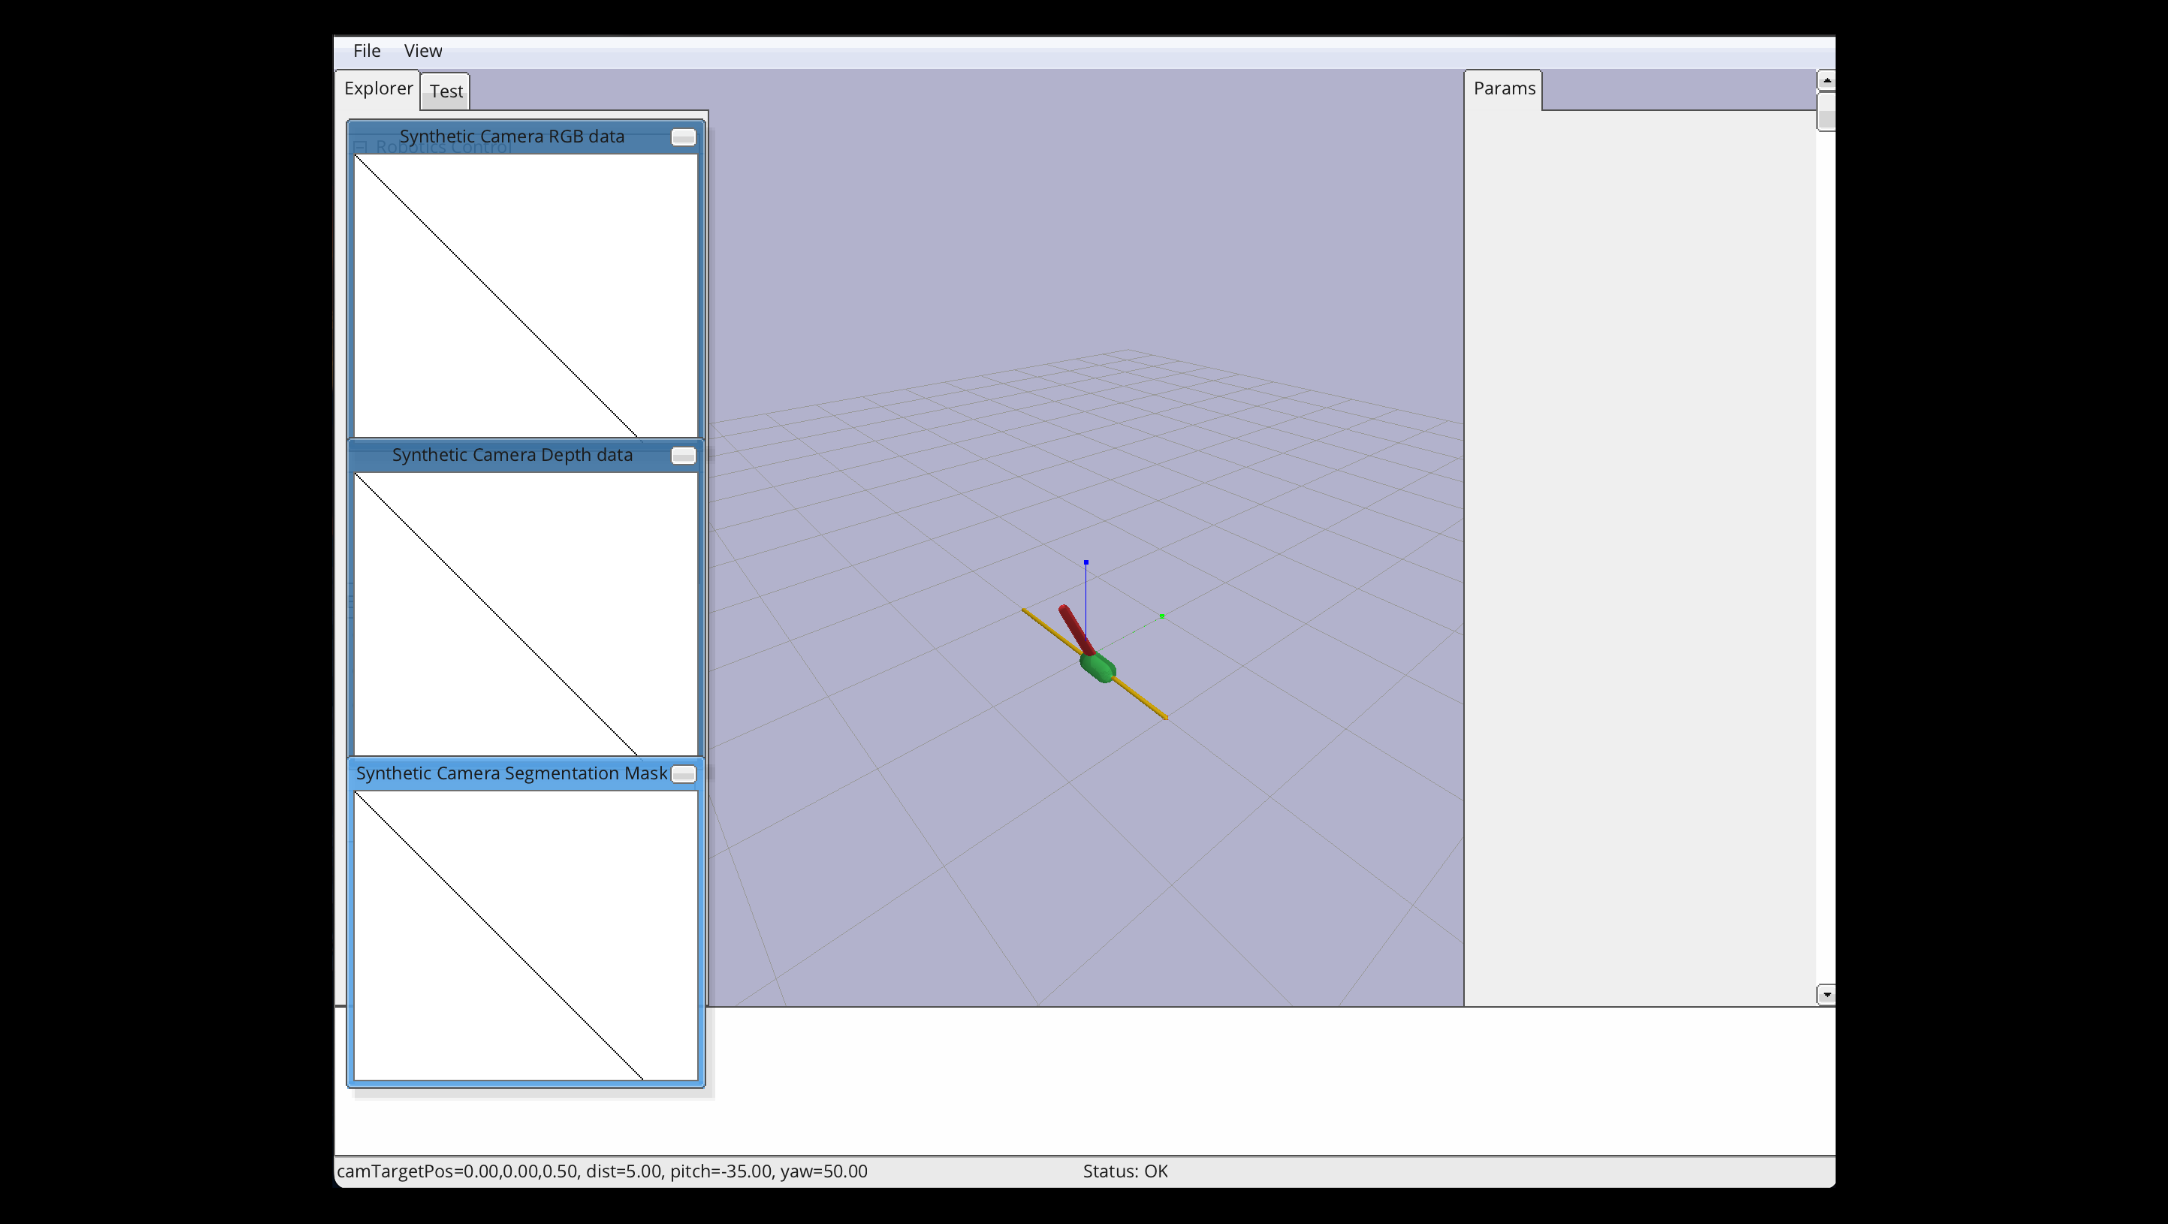 File View
Explorer Test Params
Synthetic Camera RGB data
Robotics Control
Synthetic Camera Depth data
Synthetic Camera Segmentation Mask
camTargetPos=0.00,0.00,0.50, dist=5.00, pitch=-35.00, yaw=50.00 Status: OK